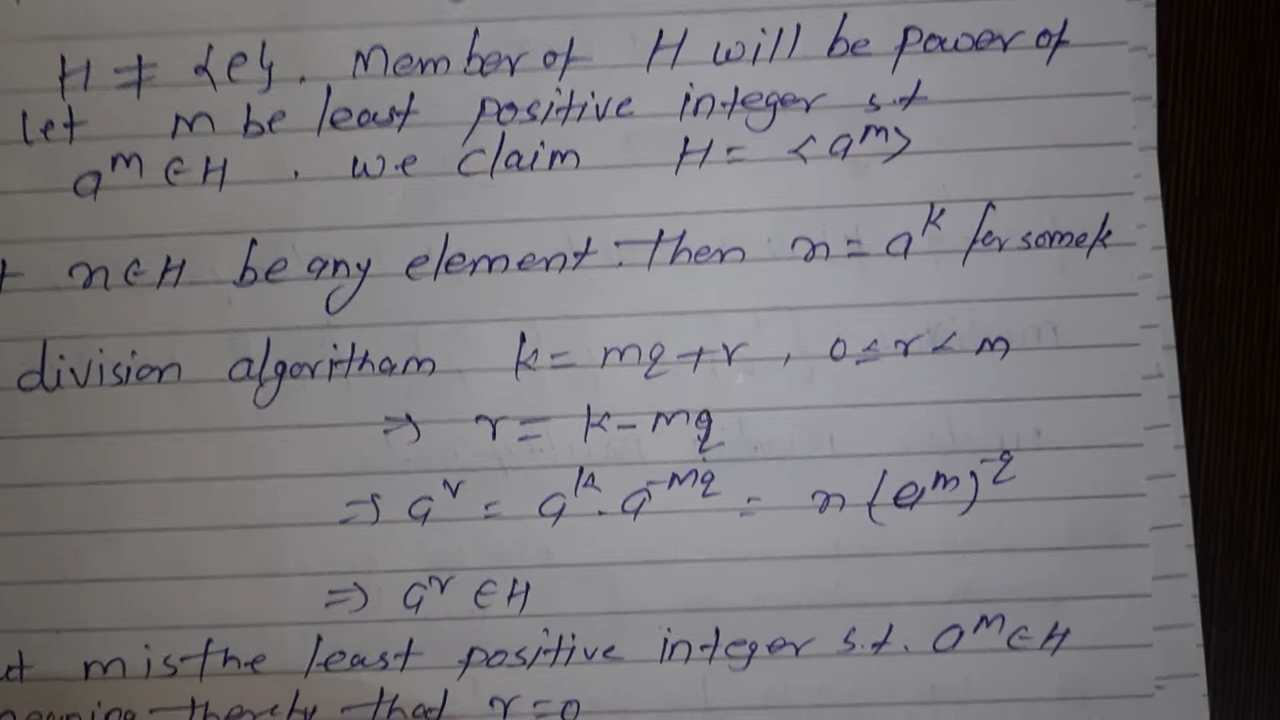 H ≠ {e}. Member of H will be power of
Let m be least positive integer s.t
a^m ∈ H. we claim H = <a^m>
x ∈ H be any element. Then x = a^k for some k
division algoritham k = mq + r, 0 ≤ r < m
⇒ r = k - mq
⇒ a^r = a^k . a^-mq = x (a^m)^-q
⇒ a^r ∈ H
m is the least positive integer s.t. a^m ∈ H
thereby that r = 0